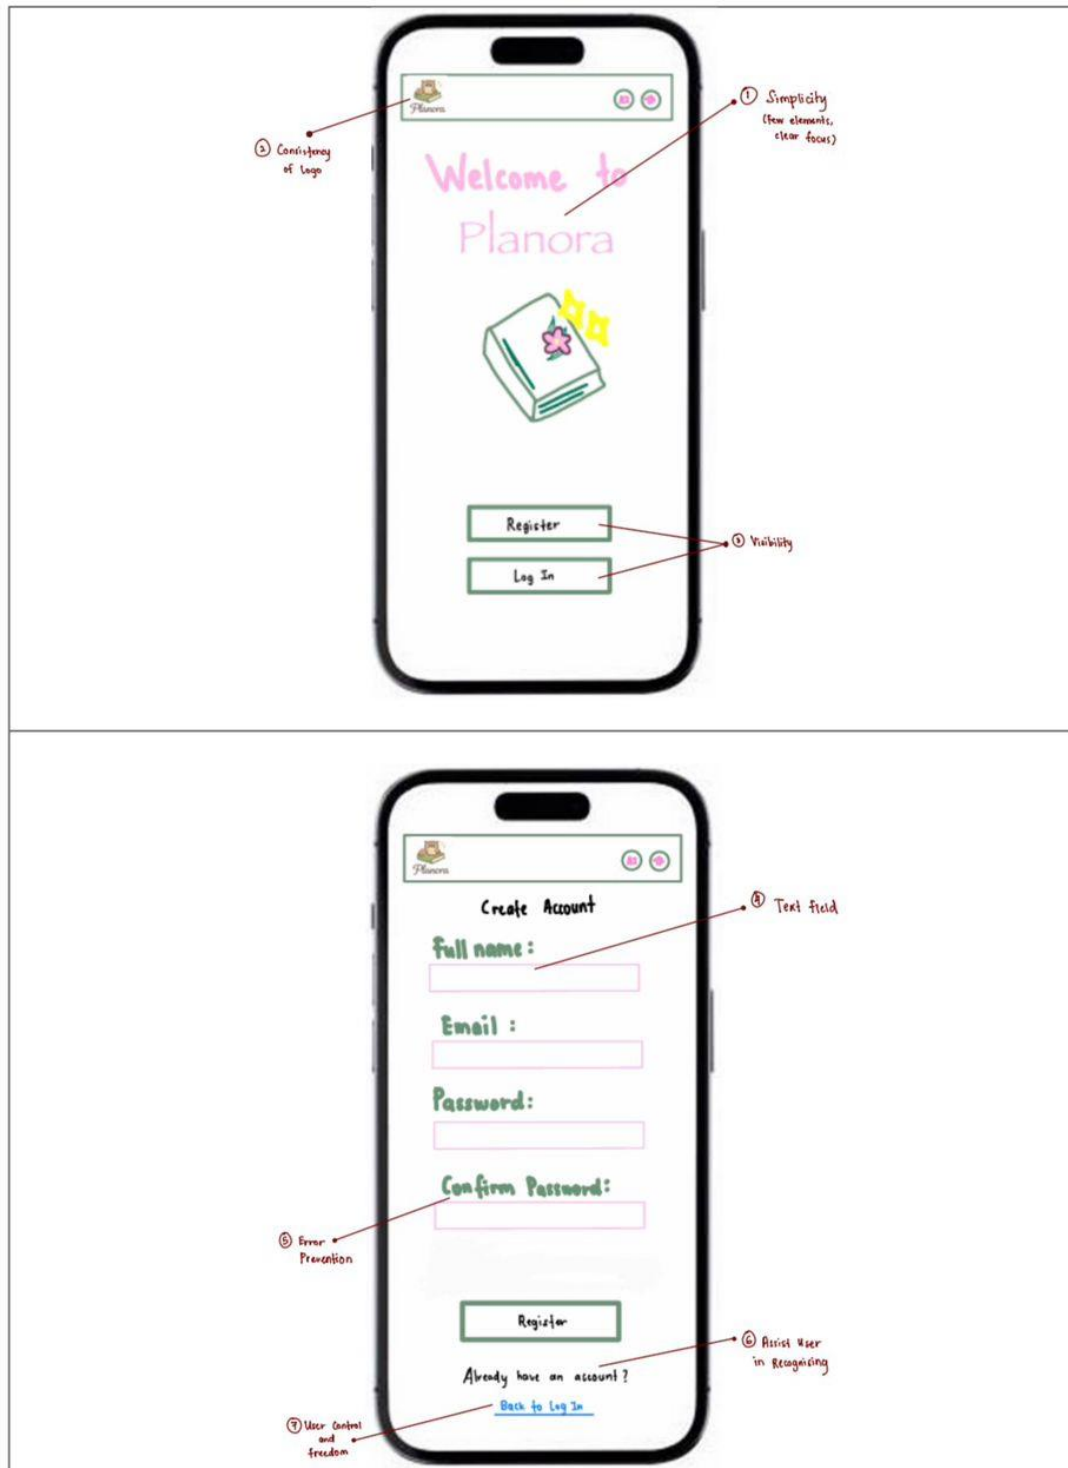 Planora
① Simplicity
(few elements,
clear focus)
② Consistency
of Logo
Welcome to
Planora
Register
③ Visibility
Log In
Planora
Create Account
④ Text field
Full name:
Email :
Password:
Confirm Password:
⑤ Error
Prevention
Register
⑥ Assist User
in Recognising
Already have an account?
Back to Log In
⑦ User Control
and
freedom